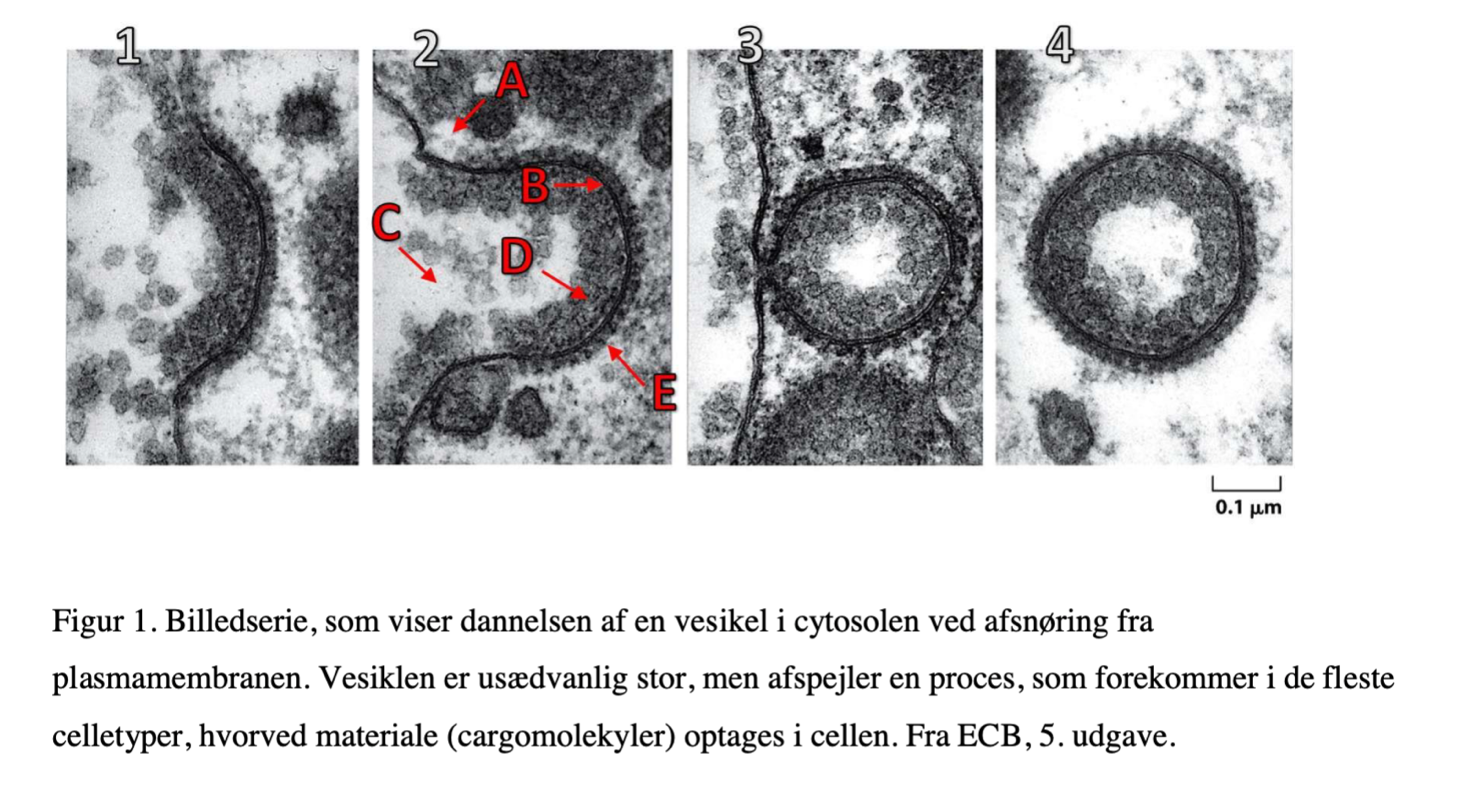 1
2
3
4
A
B
C
D
E
0.1 μm
Figur 1. Billedserie, som viser dannelsen af en vesikel i cytosolen ved afsnøring fra
plasmamembranen. Vesiklen er usædvanlig stor, men afspejler en proces, som forekommer i de fleste
celletyper, hvorved materiale (cargomolekyler) optages i cellen. Fra ECB, 5. udgave.